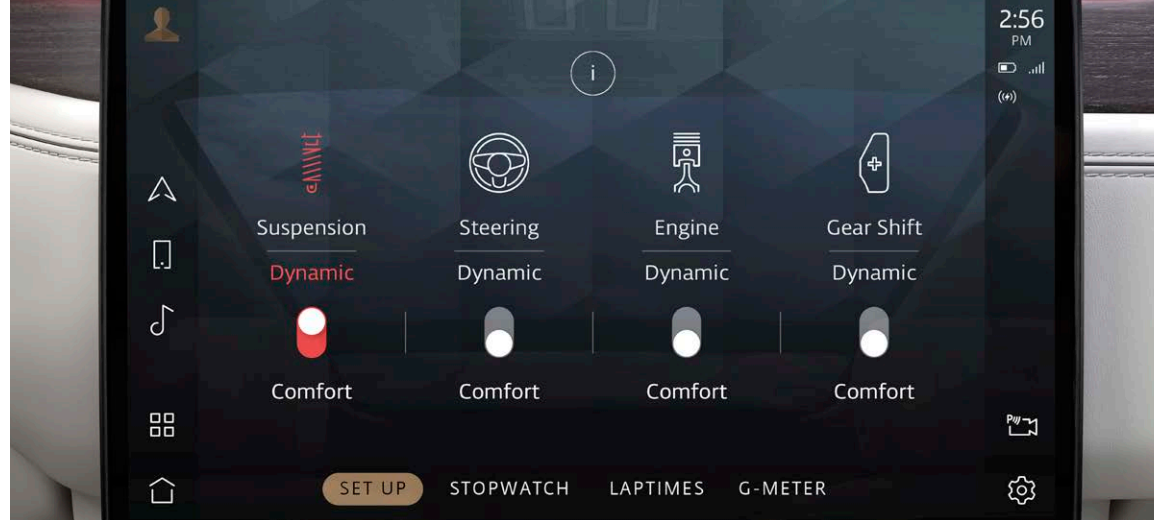 2:56
PM
i
Suspension
Steering
Engine
Gear Shift
Dynamic
Dynamic
Dynamic
Dynamic
Comfort
Comfort
Comfort
Comfort
P
SET UP
STOPWATCH
LAPTIMES
G-METER